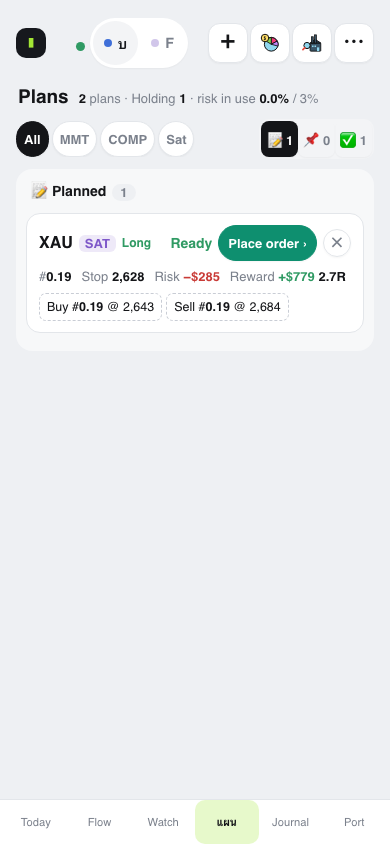 บ F
Plans 2 plans · Holding 1 · risk in use 0.0% / 3%
All MMT COMP Sat 1 0 1
Planned 1
XAU SAT Long Ready Place order ›
#0.19 Stop 2,628 Risk −$285 Reward +$779 2.7R
Buy #0.19 @ 2,643 Sell #0.19 @ 2,684
Today Flow Watch แผน Journal Port